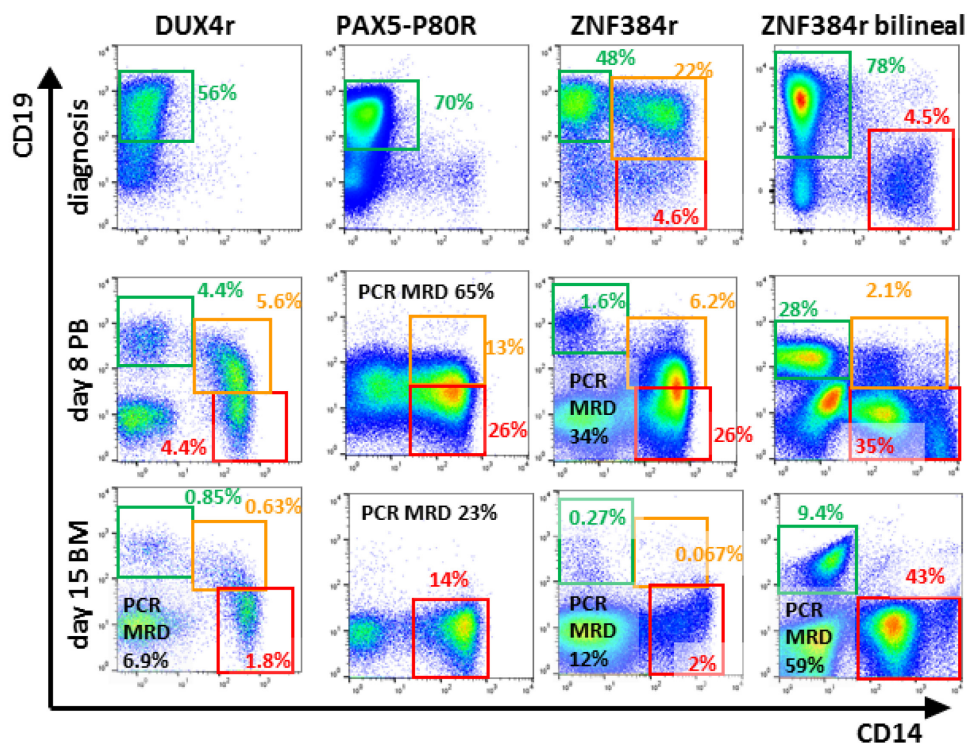 DUX4r PAX5-P80R ZNF384r ZNF384r bilineal
CD19
diagnosis
56%
70%
48%
22%
4.6%
78%
4.5%
day 8 PB
4.4%
5.6%
4.4%
PCR MRD 65%
13%
26%
1.6%
6.2%
PCR
MRD
34%
26%
28%
2.1%
35%
day 15 BM
0.85%
0.63%
PCR
MRD
6.9%
1.8%
PCR MRD 23%
14%
0.27%
0.067%
PCR
MRD
12%
2%
9.4%
43%
PCR
MRD
59%
CD14